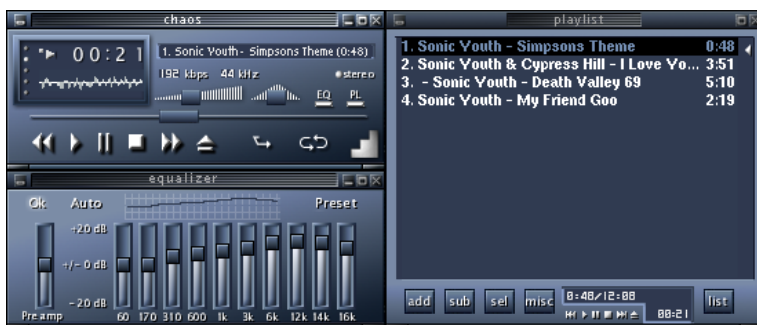 chaos
00:21
1. Sonic Youth - Simpsons Theme (0:48)
192 kbps 44 kHz stereo
EQ PL
equalizer
Ok Auto Preset
+20 dB
+/- 0 dB
-20 dB
Pre amp 60 170 310 600 1k 3k 6k 12k 14k 16k
playlist
1. Sonic Youth - Simpsons Theme 0:48
2. Sonic Youth & Cypress Hill - I Love Yo... 3:51
3. - Sonic Youth - Death Valley 69 5:10
4. Sonic Youth - My Friend Goo 2:19
add sub sel misc 0:48/12:08 list
00:21